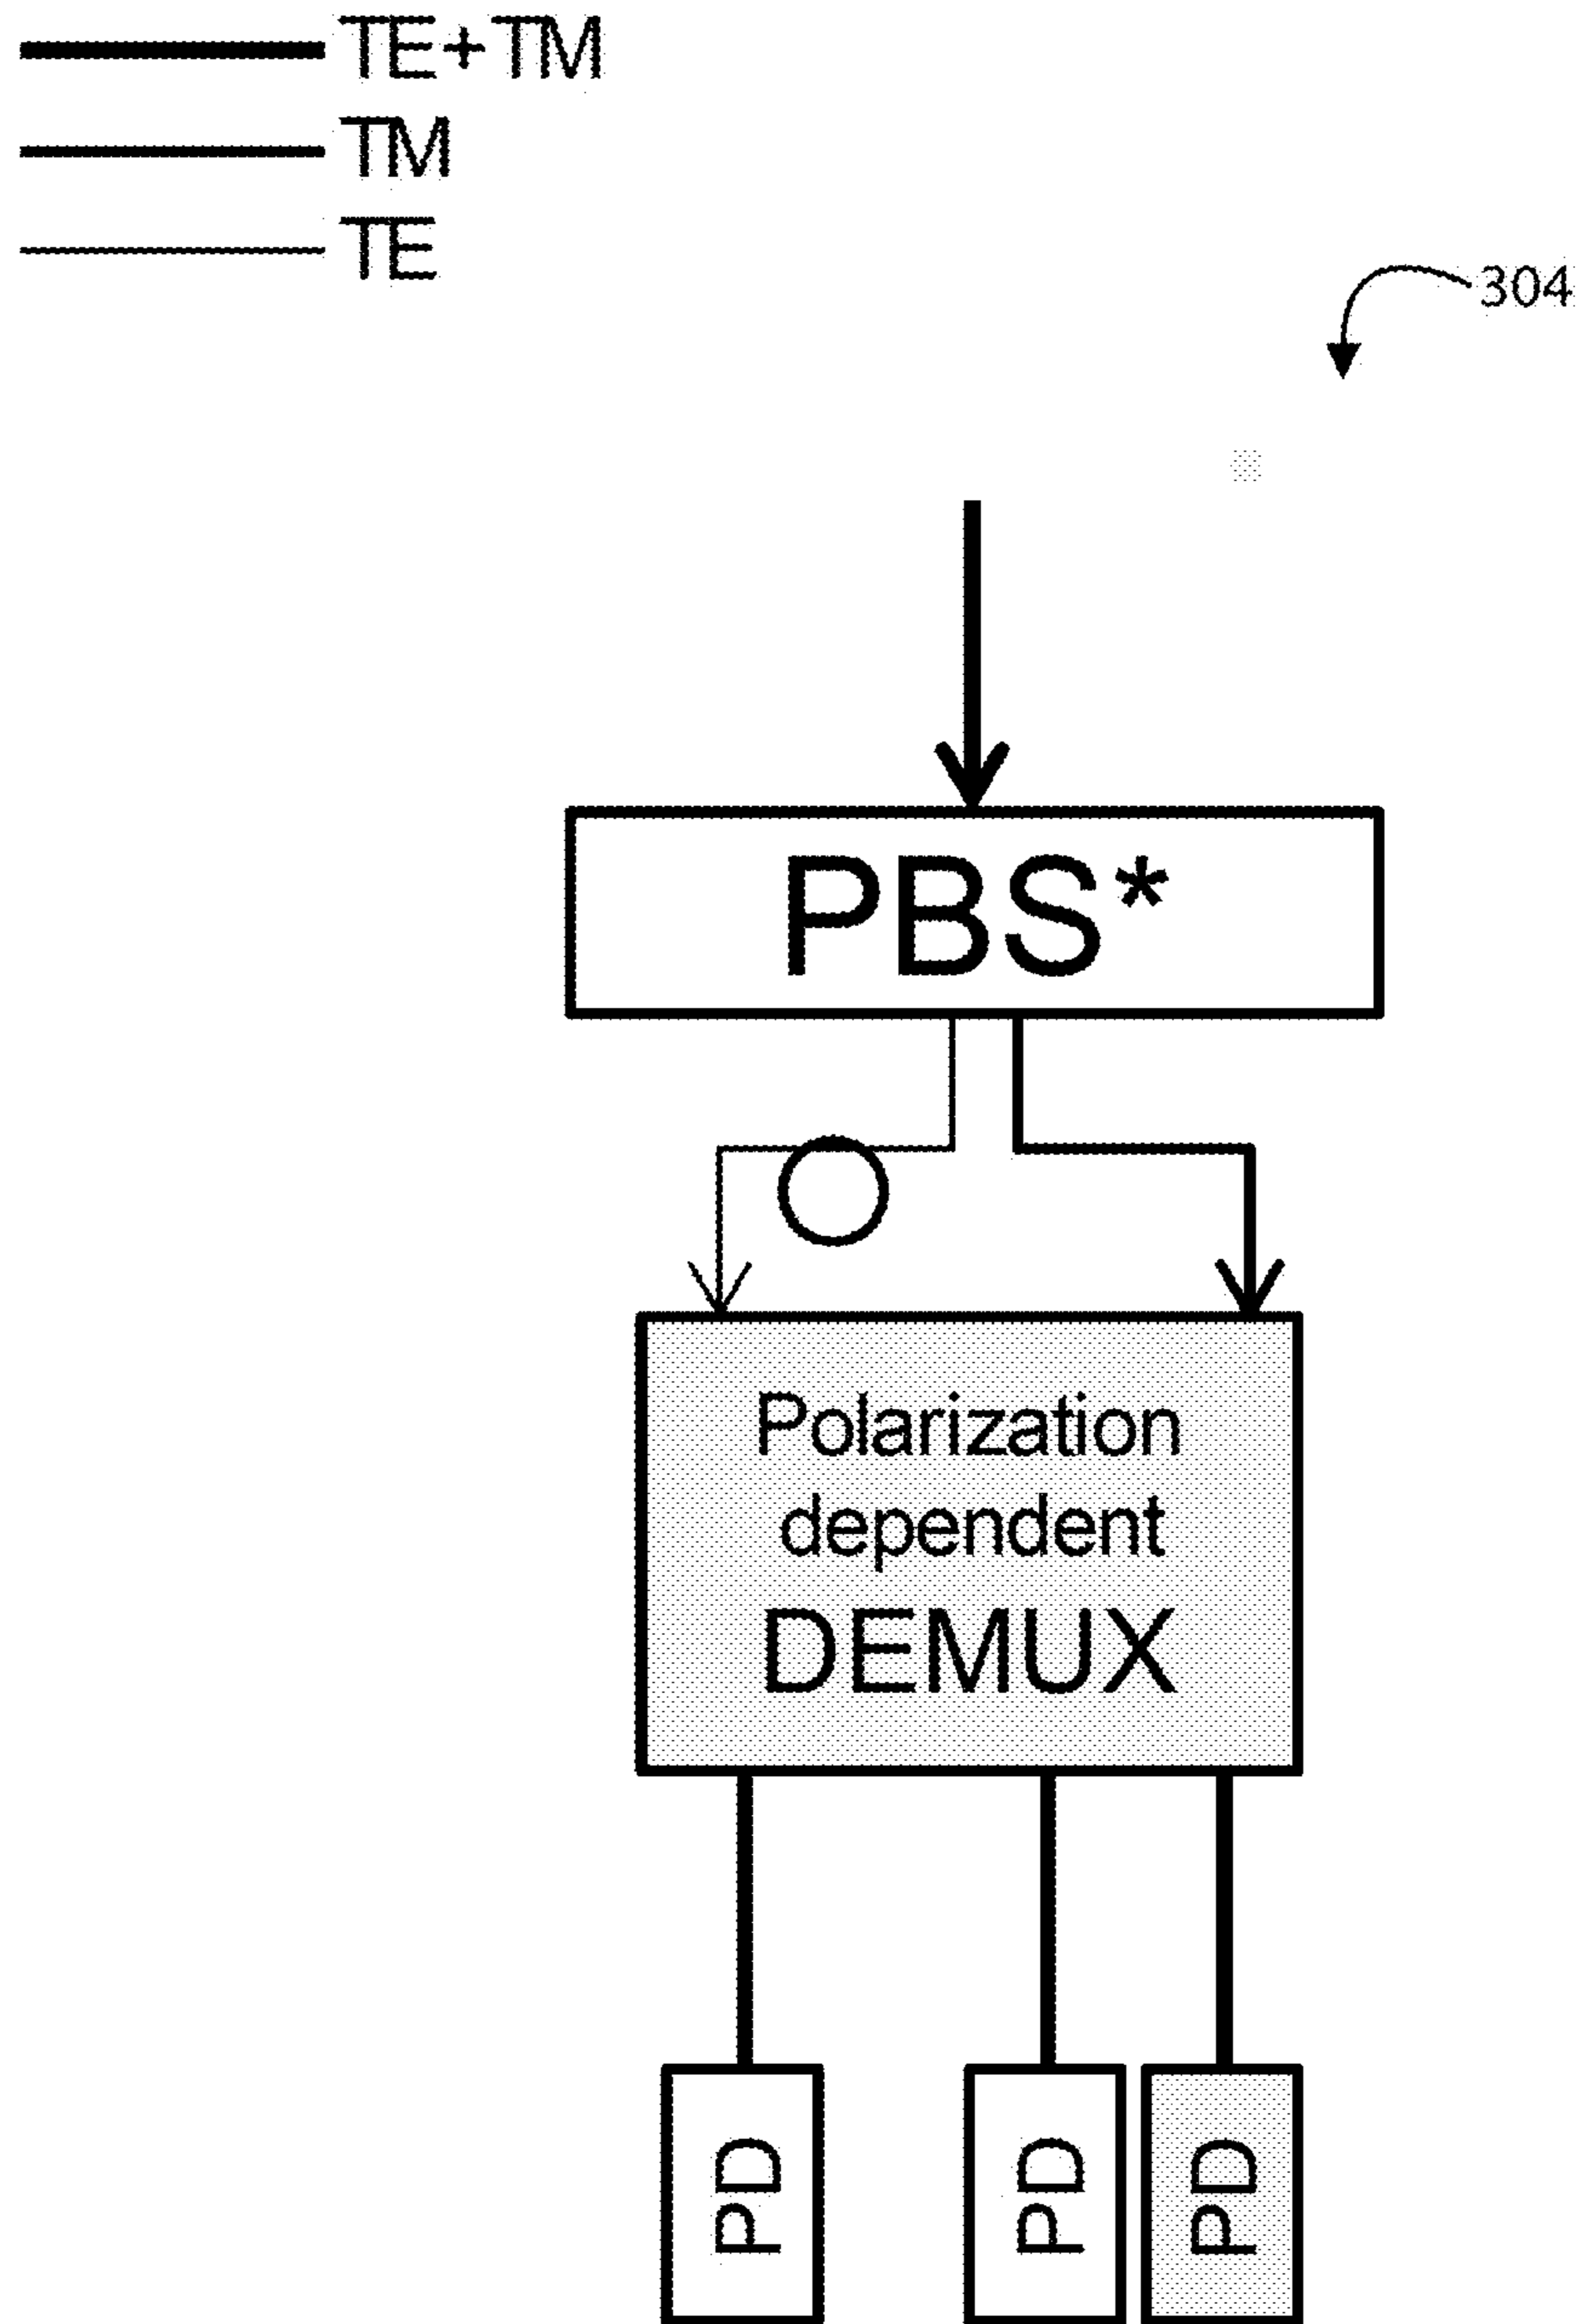 TE+TM
TM
TE
304
PBS*
Polarization
dependent
DEMUX
PD
PD
PD